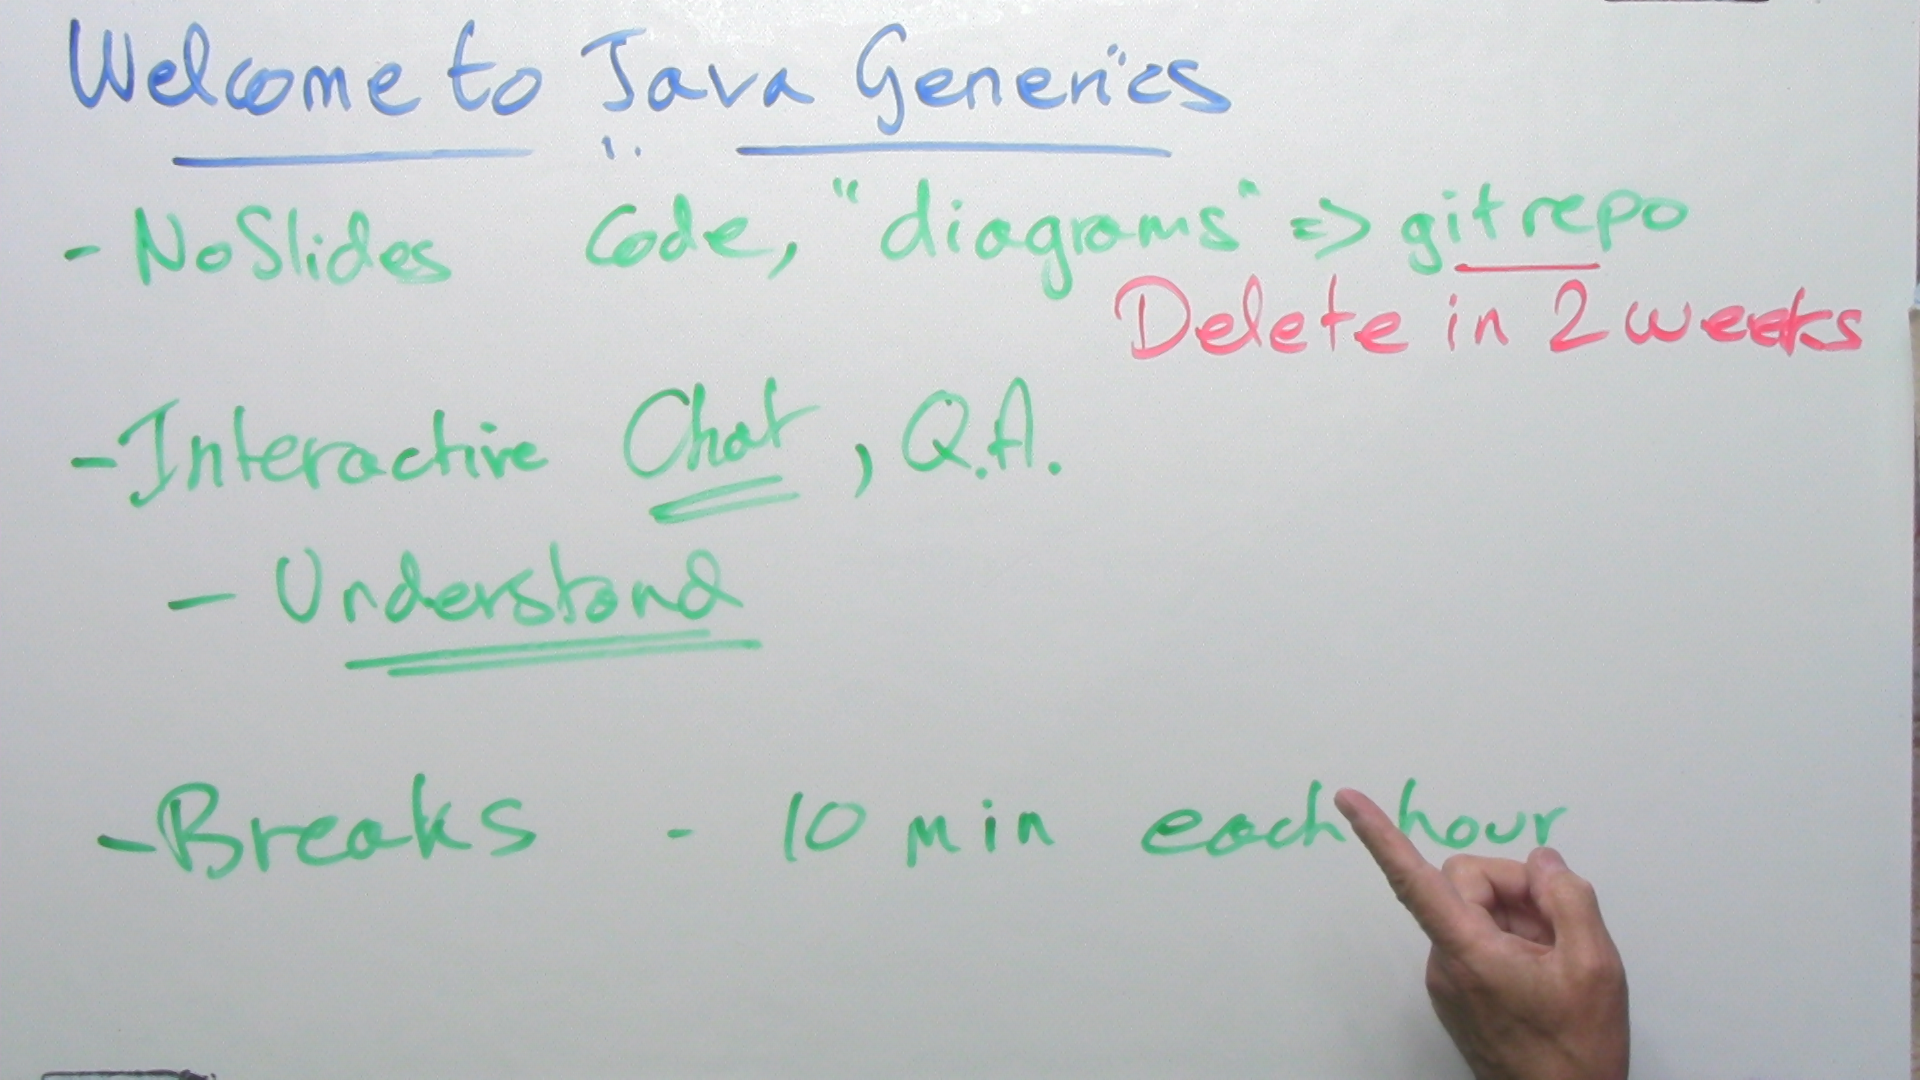 Welcome to Java Generics
- No Slides Code, "diagrams" => git repo
Delete in 2 weeks
- Interactive Chat, Q.A.
- Understand
- Breaks - 10 min each hour